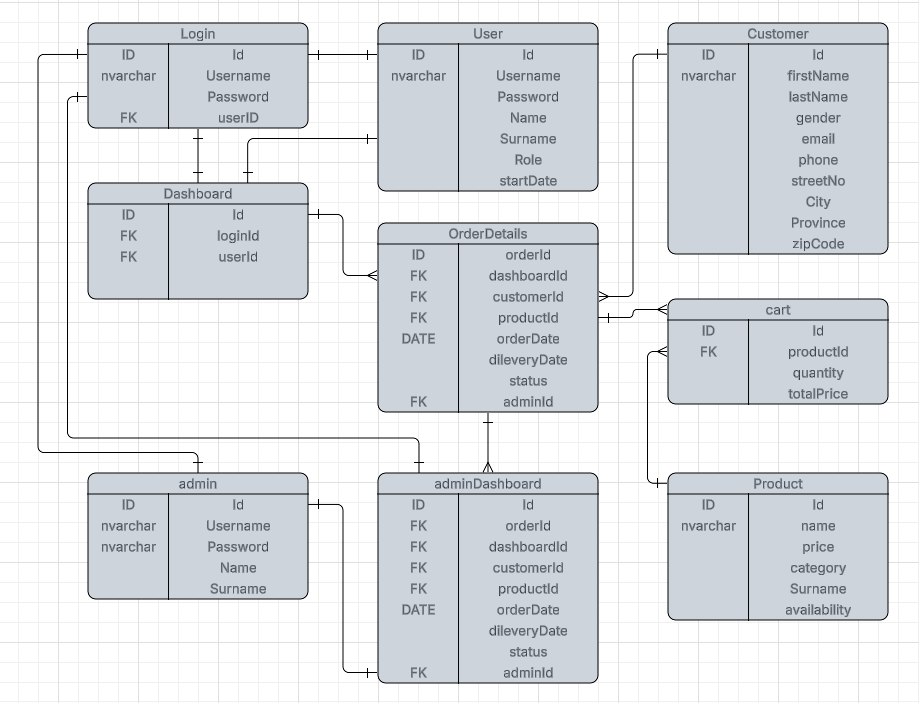 Login
ID Id
nvarchar Username
Password
FK userID
User
ID Id
nvarchar Username
Password
Name
Surname
Role
startDate
Customer
ID Id
nvarchar firstName
lastName
gender
email
phone
streetNo
City
Province
zipCode
Dashboard
ID Id
FK loginId
FK userId
OrderDetails
ID orderId
FK dashboardId
FK customerId
FK productId
DATE orderDate
dileveryDate
status
FK adminId
cart
ID Id
FK productId
quantity
totalPrice
admin
ID Id
nvarchar Username
nvarchar Password
Name
Surname
adminDashboard
ID Id
FK orderId
FK dashboardId
FK customerId
FK productId
DATE orderDate
dileveryDate
status
FK adminId
Product
ID Id
nvarchar name
price
category
Surname
availability